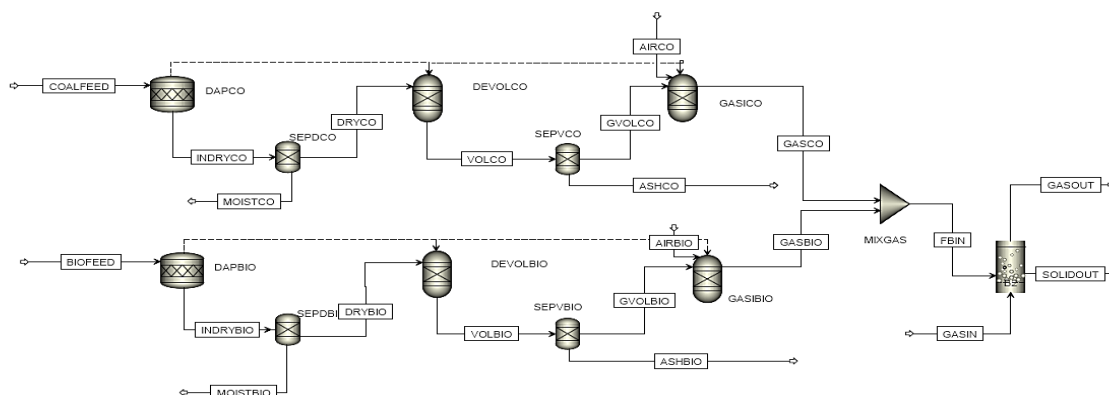 AIRCO
COALFEED
DAPCO
DEVOLCO
GASICO
DRYCO
SEPDCO
GVOLCO
SEPVCO
GASCO
INDRYCO
VOLCO
MOISTCO
ASHCO
GASOUT
MIXGAS
FBIN
AIRBIO
GASBIO
BIOFEED
DAPBIO
DEVOLBIO
GASIBIO
SOLIDOUT
GVOLBIO
SEPDBI
DRYBIO
SEPVBIO
INDRYBIO
VOLBIO
GASIN
ASHBIO
MOISTBIO